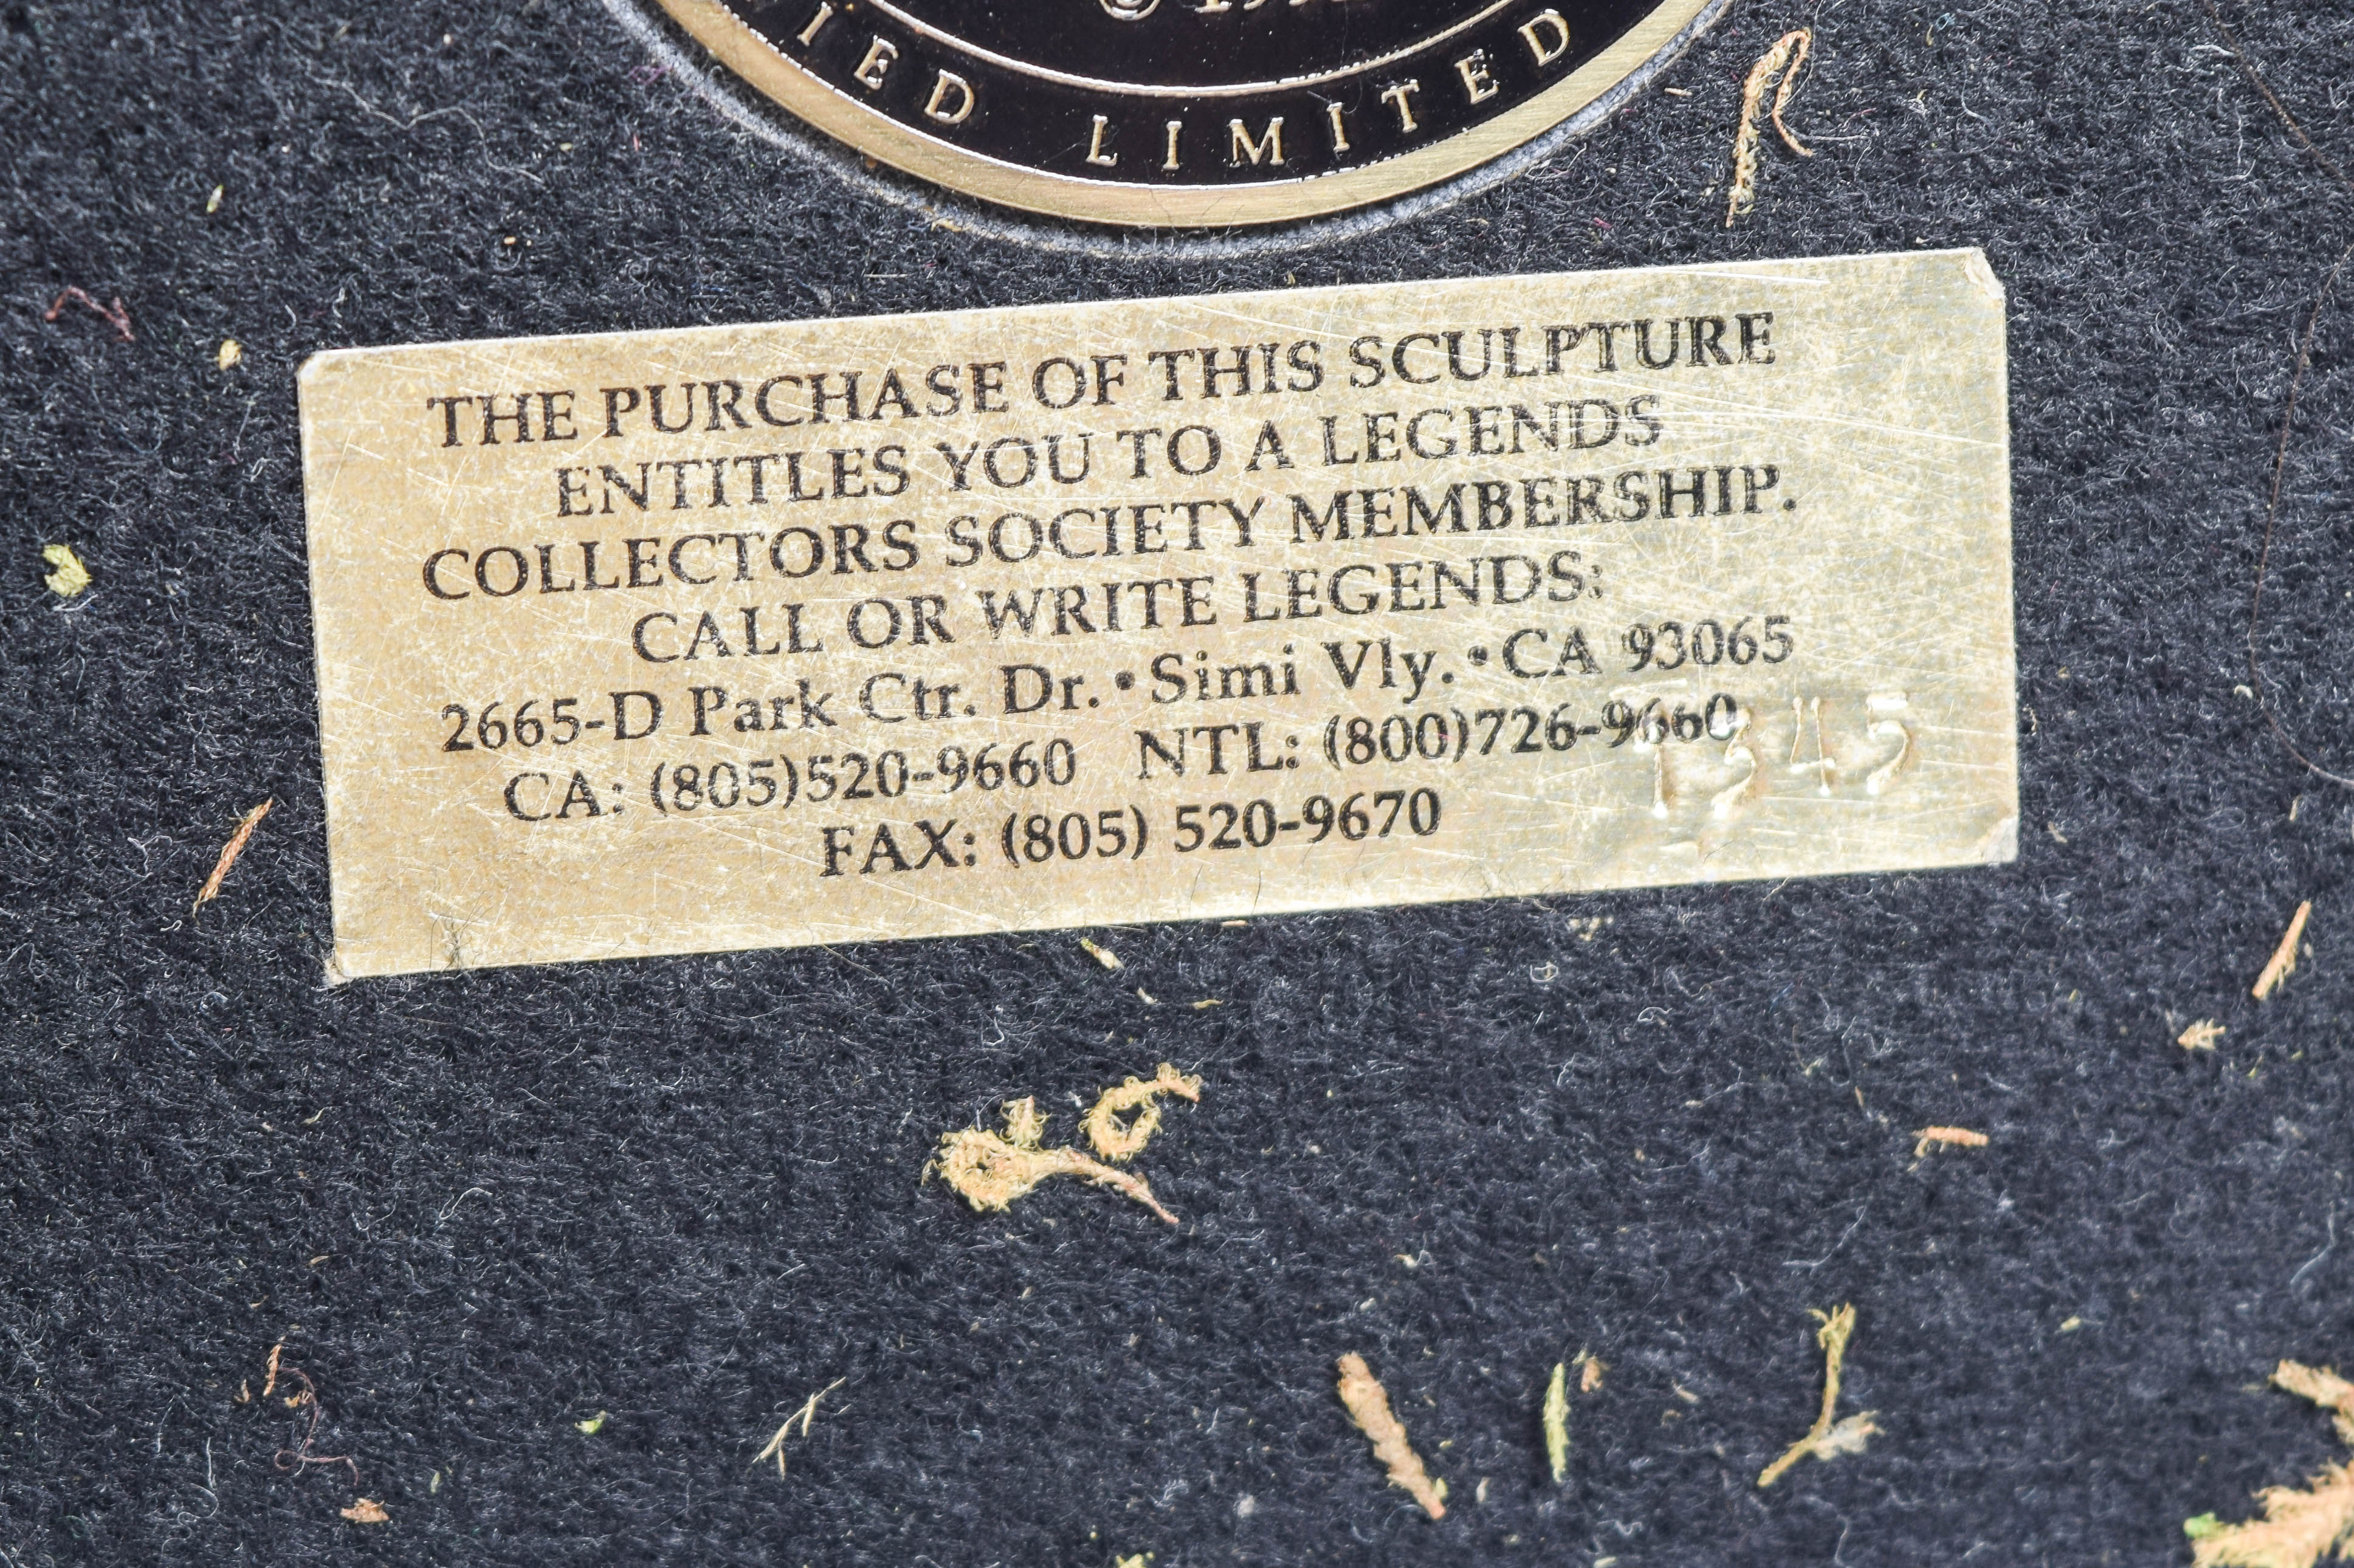 IED LIMITED
THE PURCHASE OF THIS SCULPTURE
ENTITLES YOU TO A LEGENDS
COLLECTORS SOCIETY MEMBERSHIP.
CALL OR WRITE LEGENDS:
2665-D Park Ctr. Dr.•Simi Vly.•CA 93065
CA: (805)520-9660 NTL: (800)726-9660
1345
FAX: (805) 520-9670